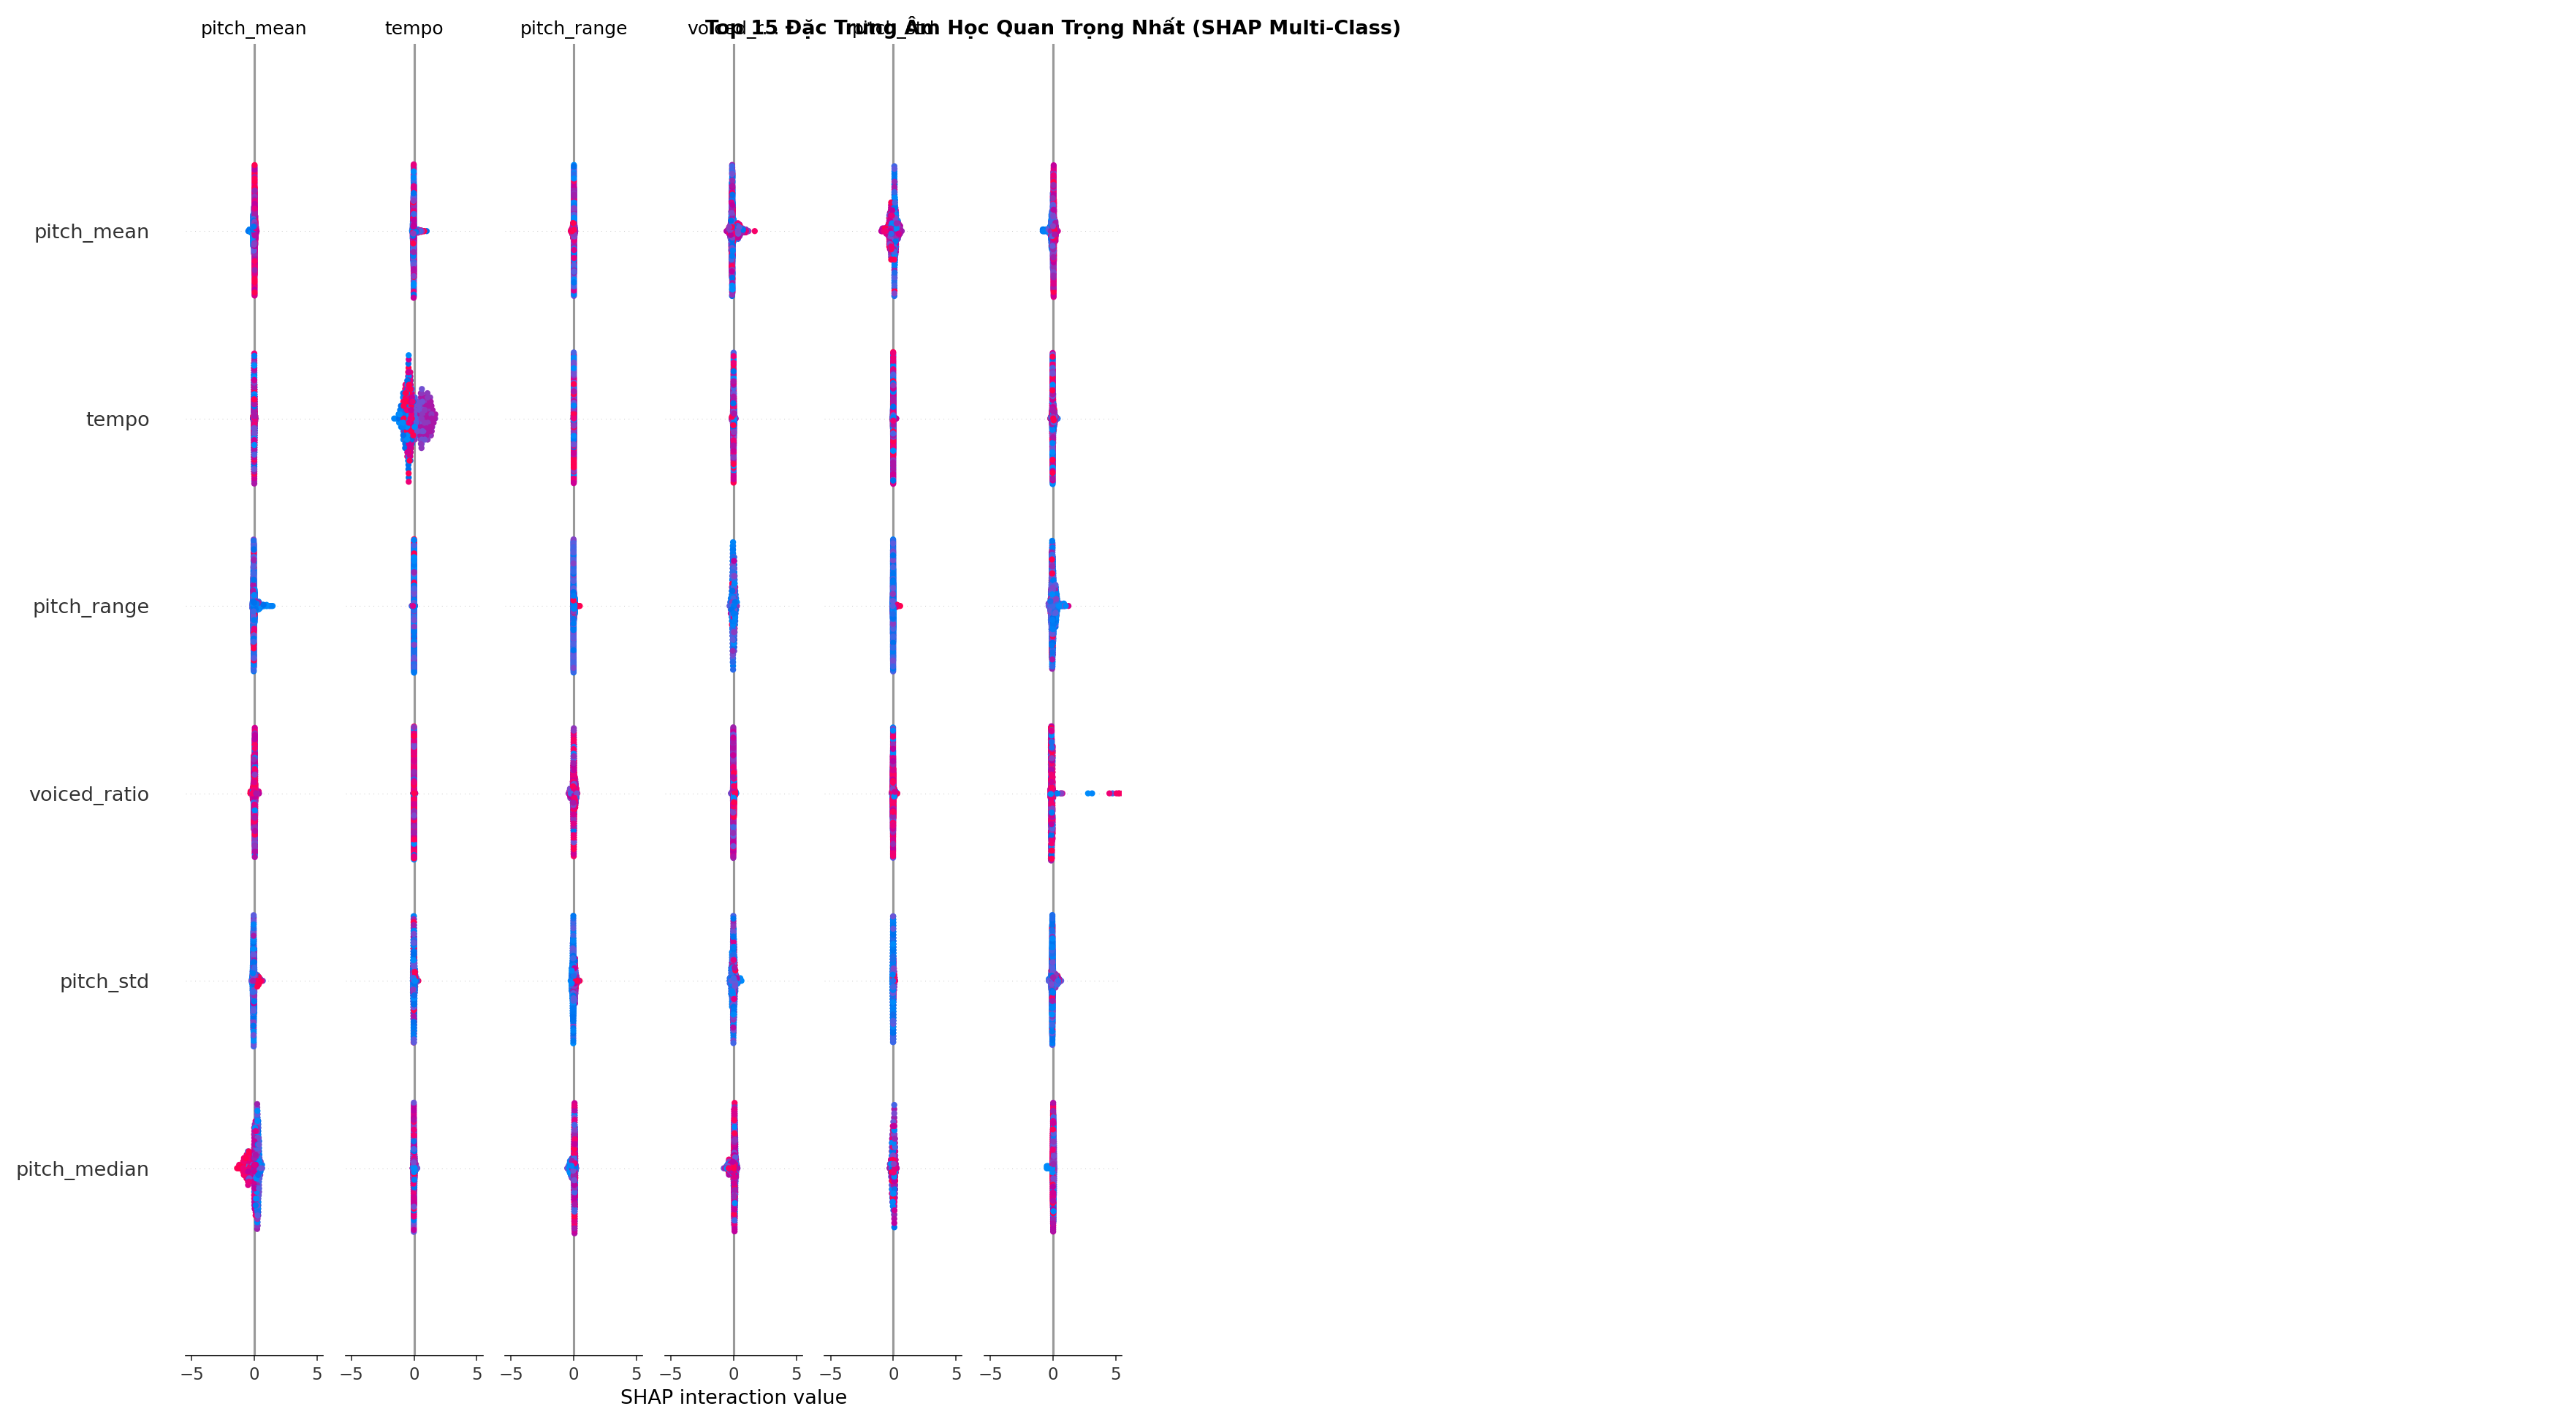 pitch_mean tempo pitch_range Top 15 Đặc Trưng Âm Học Quan Trọng Nhất (SHAP Multi-Class)
pitch_mean
tempo
pitch_range
voiced_ratio
pitch_std
pitch_median
−5 0 5 −5 0 5 −5 0 5 −5 0 5 −5 0 5 −5 0 5
SHAP interaction value